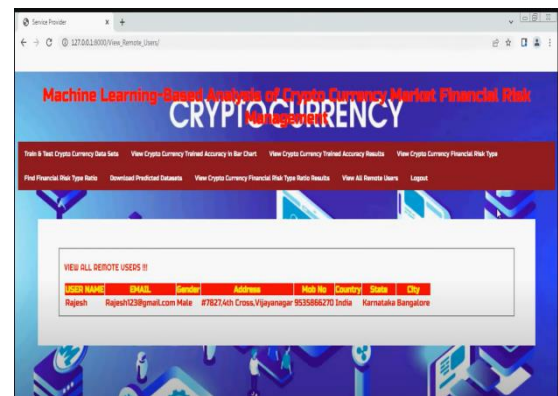 Service Provider
127.0.0.1:8000/View_Remote_Users/
Machine Learning-Based Analysis of Crypto Currency Market Financial Risk
CRYPTOCURRENCY
Management
Train & Test Crypto Currency Data Sets View Crypto Currency Trained Accuracy in Bar Chart View Crypto Currency Trained Accuracy Results View Crypto Currency Financial Risk Type
Find Financial Risk Type Ratio Download Predicted Datasets View Crypto Currency Financial Risk Type Ratio Results View All Remote Users Logout
VIEW ALL REMOTE USERS !!!
USER NAME EMAIL Gender Address Mob No Country State City
Rajesh Rajesh123@gmail.com Male #7827,4th Cross,Vijayanagar 9535866270 India Karnataka Bangalore